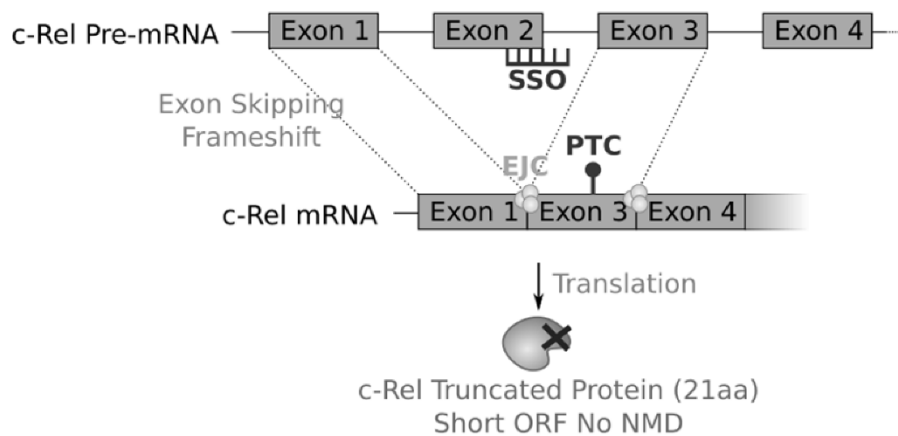 c-Rel Pre-mRNA
Exon 1
Exon 2
Exon 3
Exon 4
SSO
Exon Skipping
Frameshift
PTC
EJC
c-Rel mRNA
Exon 1
Exon 3
Exon 4
Translation
c-Rel Truncated Protein (21aa)
Short ORF No NMD